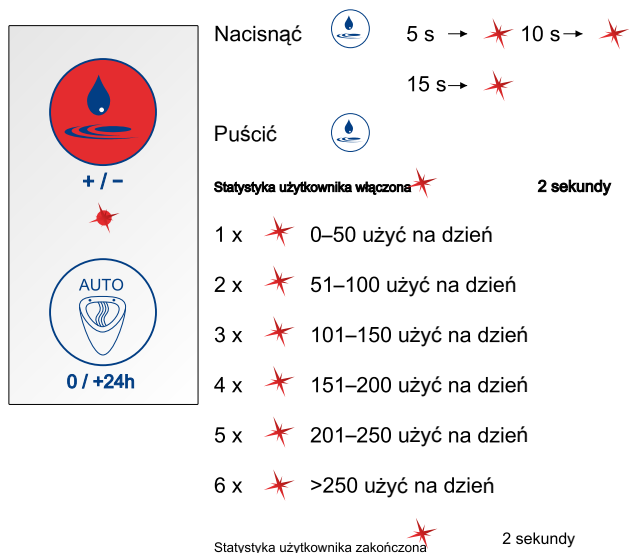 Nacisnąć 5 s → 10 s →
15 s →
Puścić
+ / −
Statystyka użytkownika włączona 2 sekundy
1 x 0–50 użyć na dzień
2 x 51–100 użyć na dzień
AUTO
3 x 101–150 użyć na dzień
0 / +24h
4 x 151–200 użyć na dzień
5 x 201–250 użyć na dzień
6 x >250 użyć na dzień
Statystyka użytkownika zakończona 2 sekundy